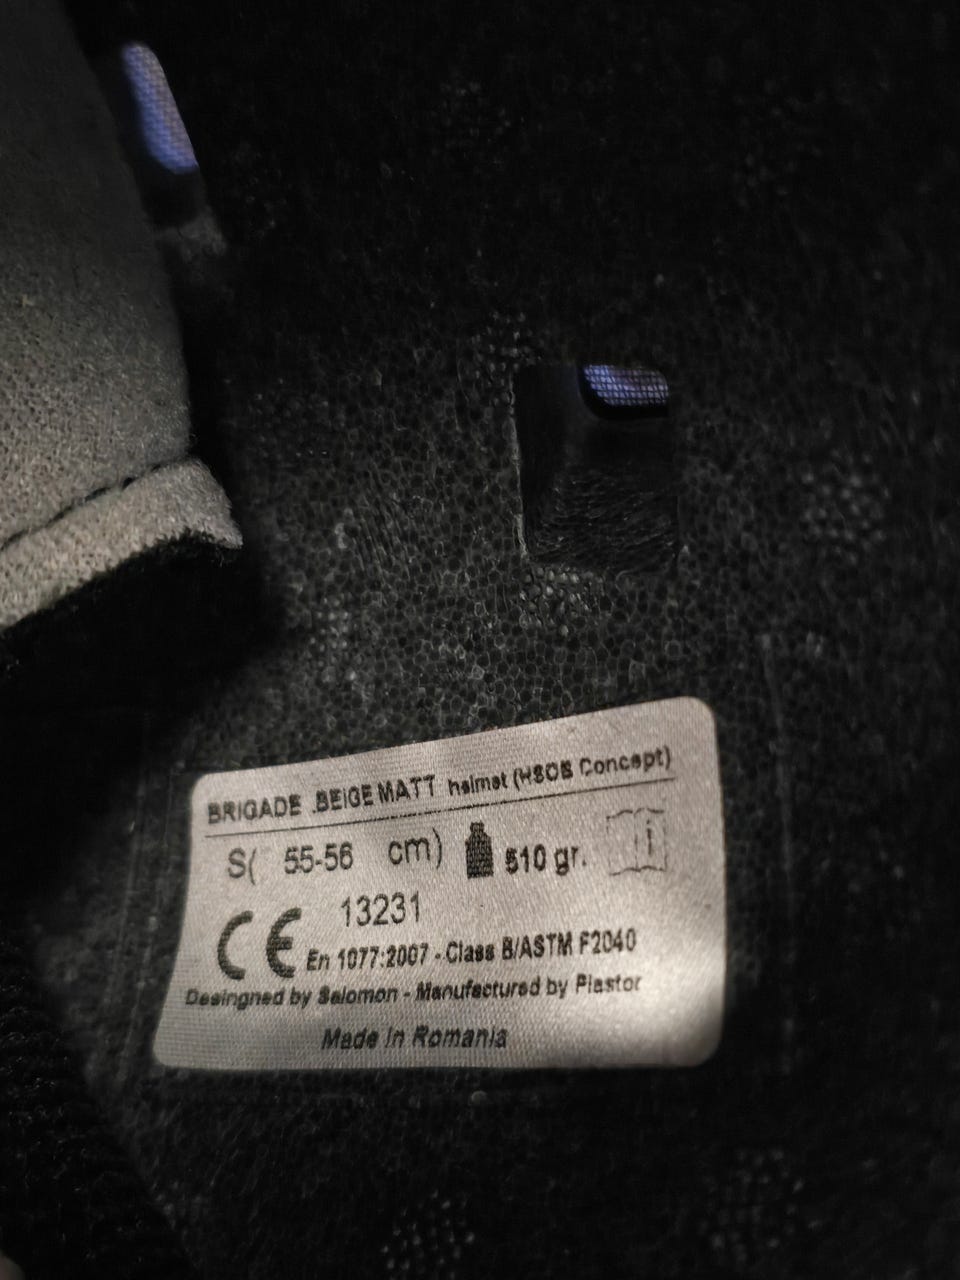 BRIGADE .BEIGE MATT helmet (HSCS Concept)
S( 55-56 cm) 510 gr. i
13231
CE En 1077:2007 - Class B/ASTM F2040
Desingned by Salomon - Manufactured by Plastor
Made in Romania